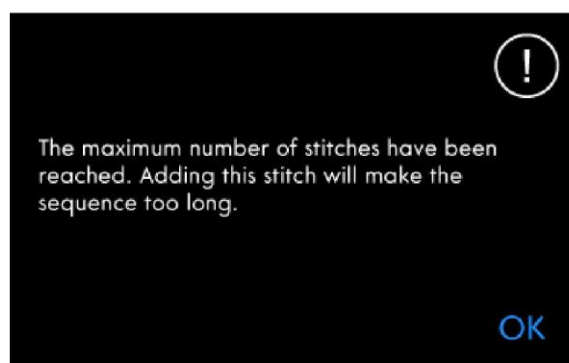 !
The maximum number of stitches have been
reached. Adding this stitch will make the
sequence too long.
OK